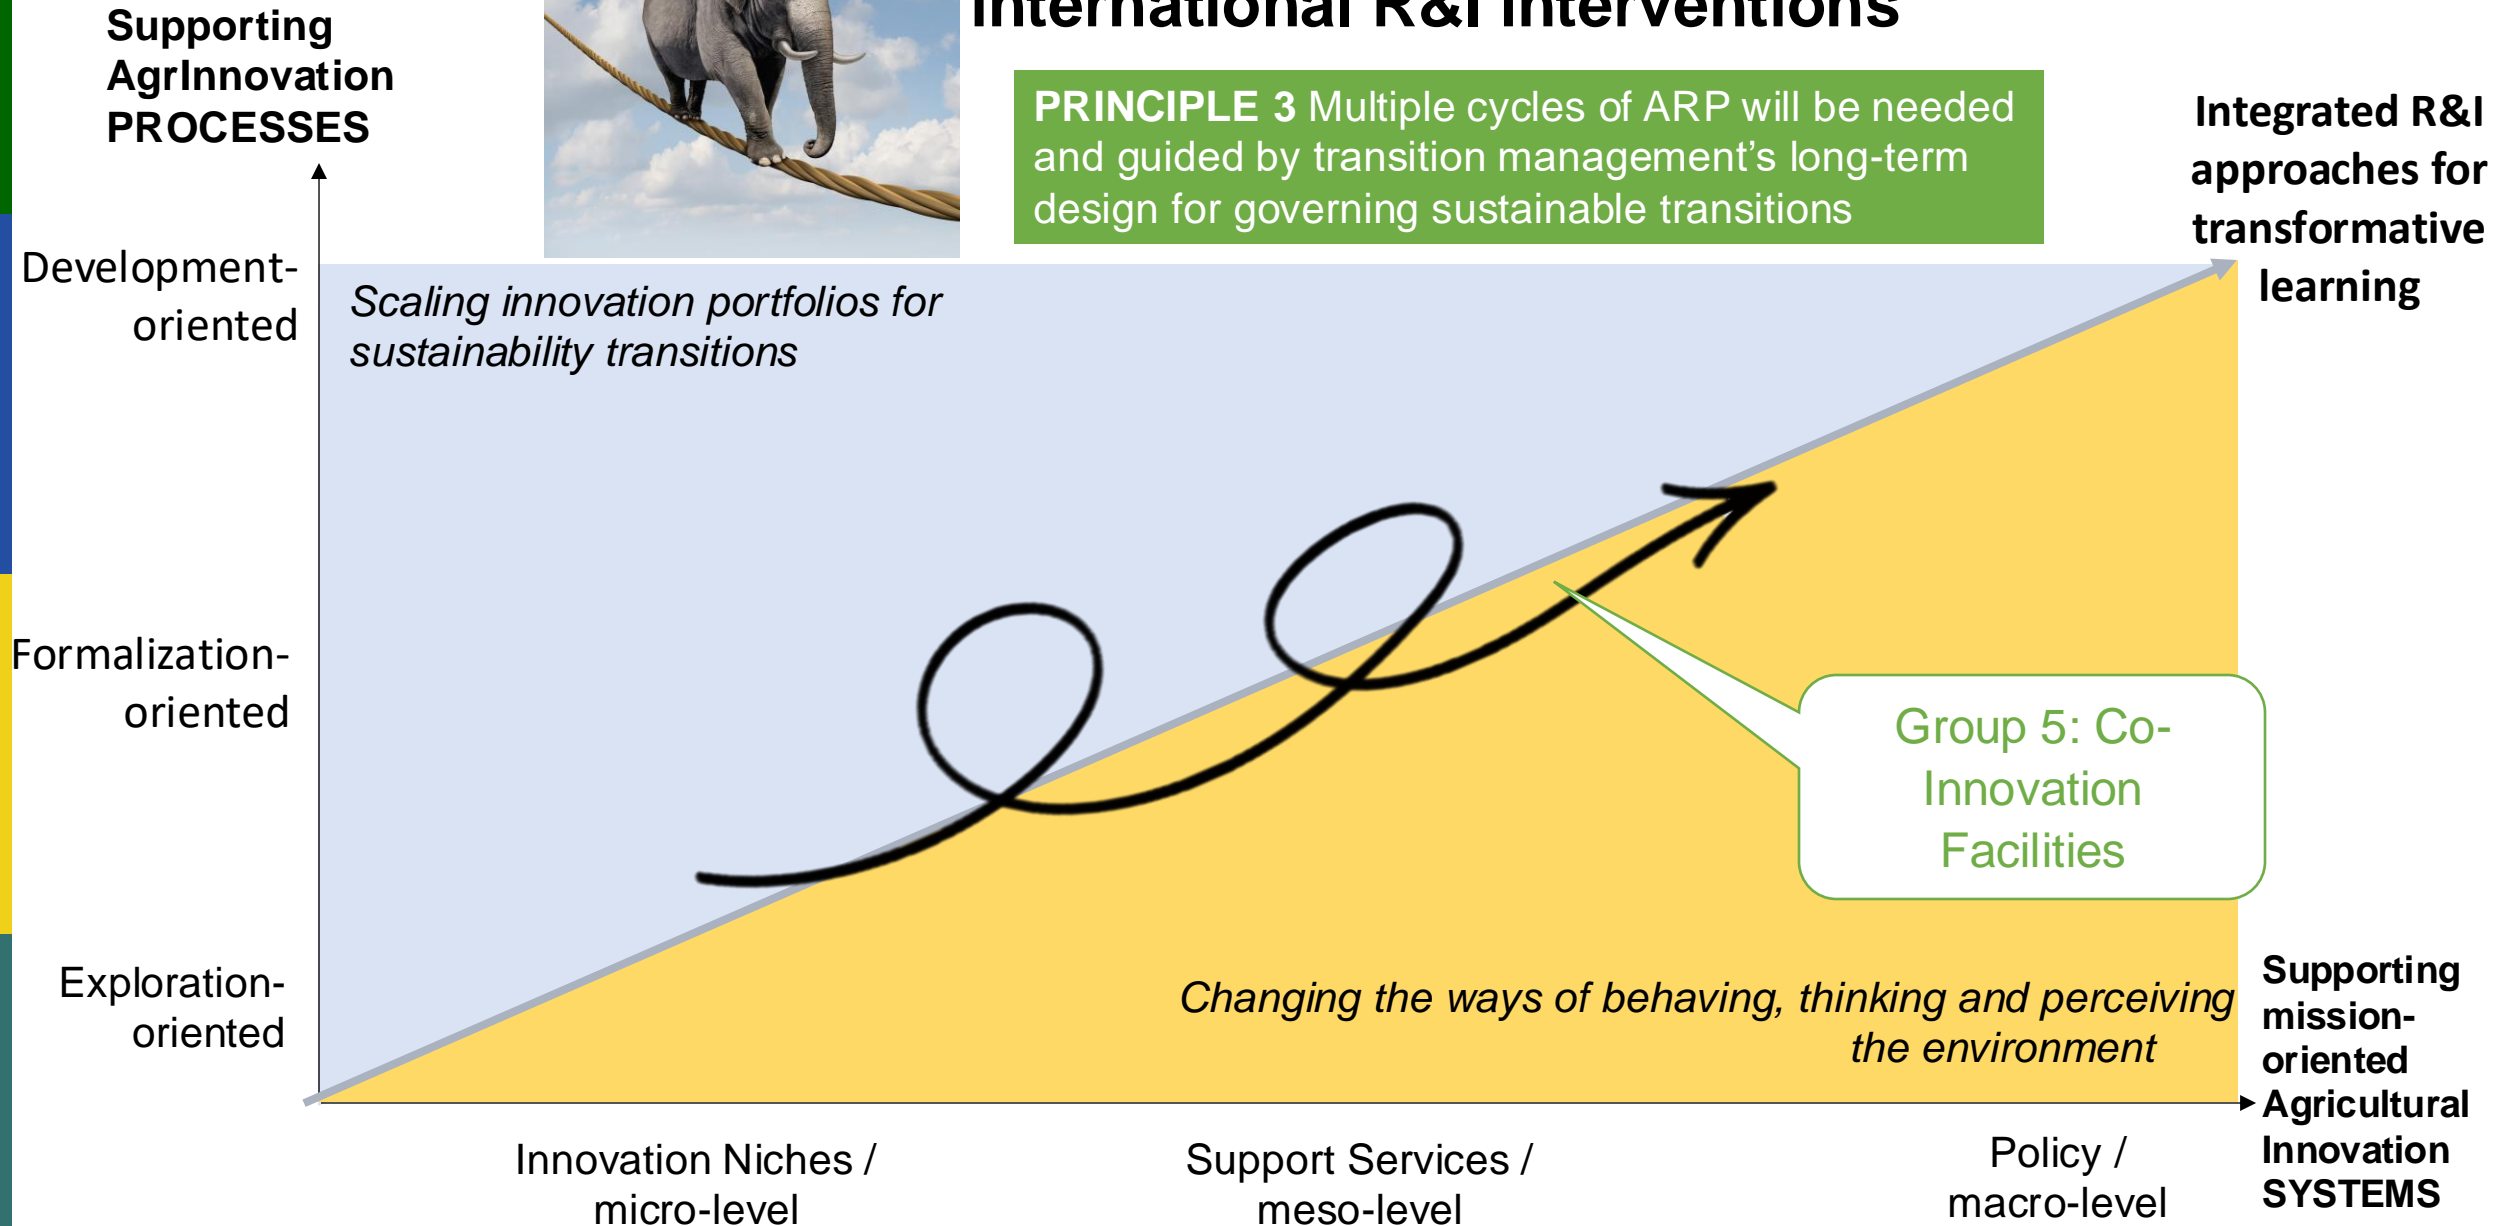 International R&I interventions
Supporting
AgrInnovation
PROCESSES
PRINCIPLE 3 Multiple cycles of ARP will be needed
and guided by transition management’s long-term
design for governing sustainable transitions
Integrated R&I
approaches for
transformative
learning
Development-
oriented
Scaling innovation portfolios for
sustainability transitions
Formalization-
oriented
Group 5: Co-
Innovation
Facilities
Exploration-
oriented
Changing the ways of behaving, thinking and perceiving
the environment
Supporting
mission-
oriented
Agricultural
Innovation
SYSTEMS
Innovation Niches /
micro-level
Support Services /
meso-level
Policy /
macro-level